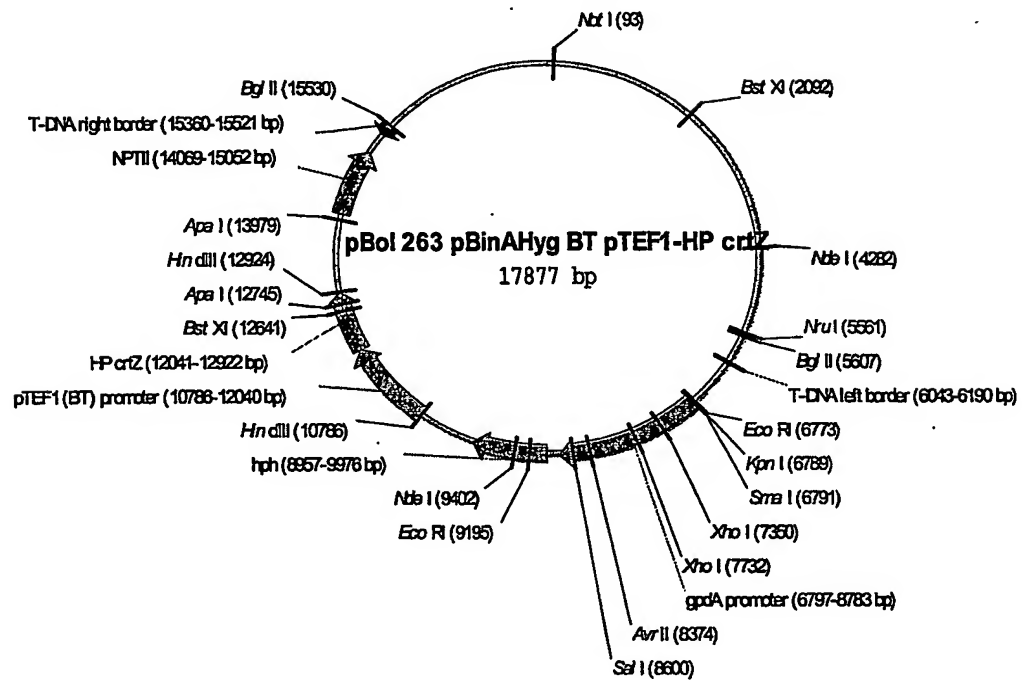 Not I (93)
Bgl II (15530)
Bst XI (2092)
T-DNA right border (15360-15521 bp)
NPTII (14069-15052 bp)
Apa I (13979)
pBol 263 pBinAHyg BT pTEF1-HP crtZ
17877 bp
Nde I (4282)
Hin dIII (12924)
Apa I (12745)
Bst XI (12641)
Nru I (5561)
HP crtZ (12041-12922 bp)
Bgl II (5607)
pTEF1 (BT) promoter (10786-12040 bp)
T-DNA left border (6043-6190 bp)
Hin dIII (10786)
Eco RI (6773)
hph (8957-9976 bp)
Kpn I (6789)
Nde I (9402)
Sma I (6791)
Eco RI (9195)
Xho I (7350)
Xho I (7732)
gpdA promoter (6797-8783 bp)
Avr II (8374)
Sal I (8600)